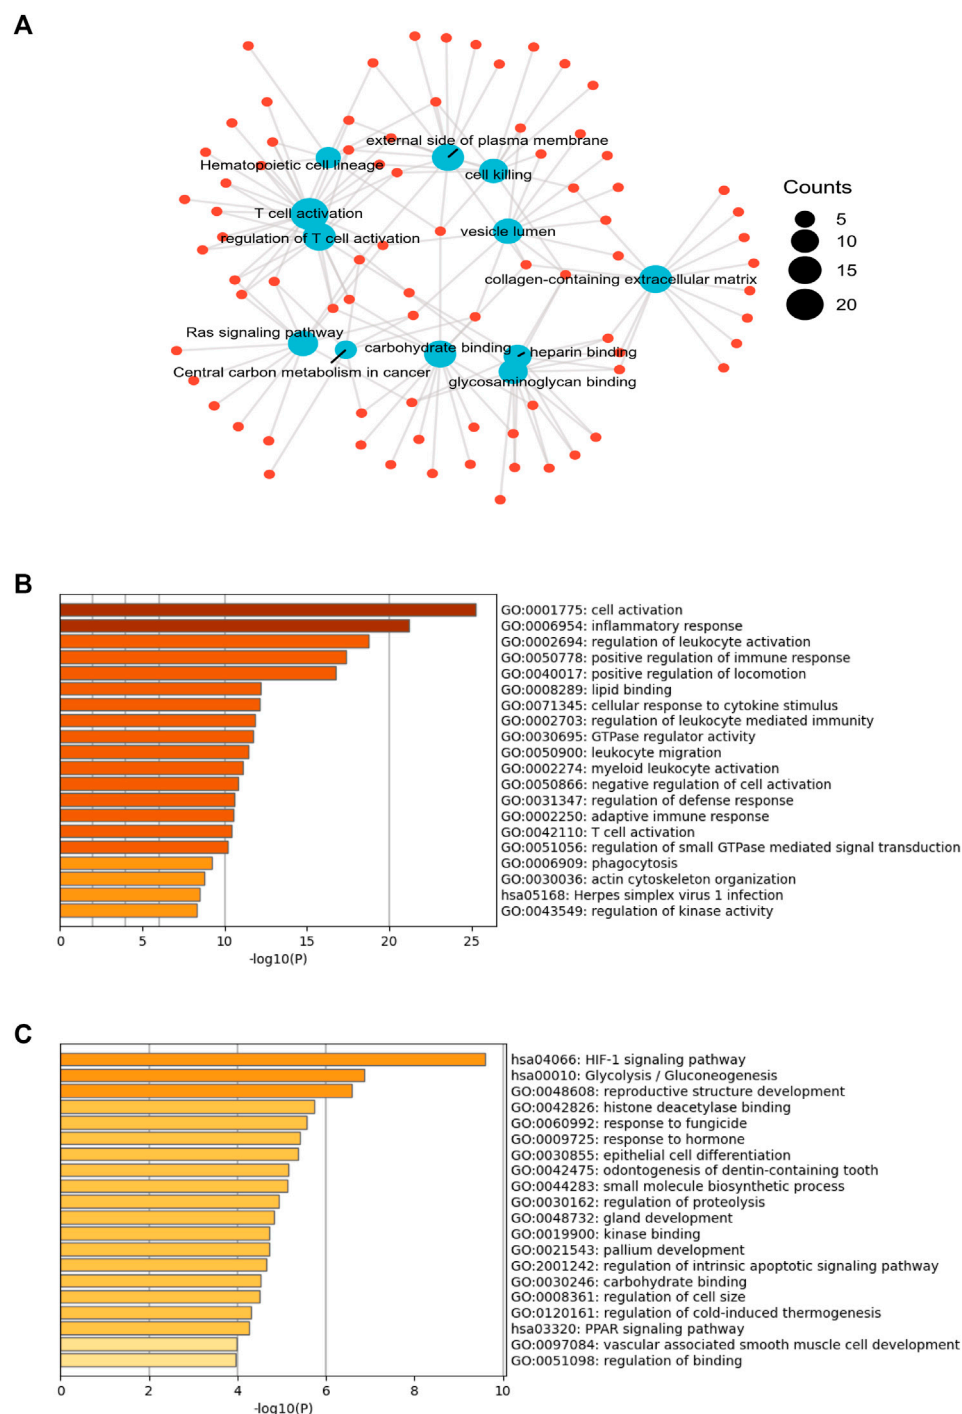 A
external side of plasma membrane
Hematopoietic cell lineage
cell killing
Counts
T cell activation
5
regulation of T cell activation
vesicle lumen
10
15
collagen-containing extracellular matrix
20
Ras signaling pathway
carbohydrate binding
heparin binding
Central carbon metabolism in cancer
glycosaminoglycan binding
B
GO:0001775: cell activation
GO:0006954: inflammatory response
GO:0002694: regulation of leukocyte activation
GO:0050778: positive regulation of immune response
GO:0040017: positive regulation of locomotion
GO:0008289: lipid binding
GO:0071345: cellular response to cytokine stimulus
GO:0002703: regulation of leukocyte mediated immunity
GO:0030695: GTPase regulator activity
GO:0050900: leukocyte migration
GO:0002274: myeloid leukocyte activation
GO:0050866: negative regulation of cell activation
GO:0031347: regulation of defense response
GO:0002250: adaptive immune response
GO:0042110: T cell activation
GO:0051056: regulation of small GTPase mediated signal transduction
GO:0006909: phagocytosis
GO:0030036: actin cytoskeleton organization
hsa05168: Herpes simplex virus 1 infection
GO:0043549: regulation of kinase activity
0 5 10 15 20 25
-log10(P)
C
hsa04066: HIF-1 signaling pathway
hsa00010: Glycolysis / Gluconeogenesis
GO:0048608: reproductive structure development
GO:0042826: histone deacetylase binding
GO:0060992: response to fungicide
GO:0009725: response to hormone
GO:0030855: epithelial cell differentiation
GO:0042475: odontogenesis of dentin-containing tooth
GO:0044283: small molecule biosynthetic process
GO:0030162: regulation of proteolysis
GO:0048732: gland development
GO:0019900: kinase binding
GO:0021543: pallium development
GO:2001242: regulation of intrinsic apoptotic signaling pathway
GO:0030246: carbohydrate binding
GO:0008361: regulation of cell size
GO:0120161: regulation of cold-induced thermogenesis
hsa03320: PPAR signaling pathway
GO:0097084: vascular associated smooth muscle cell development
GO:0051098: regulation of binding
0 2 4 6 8 10
-log10(P)